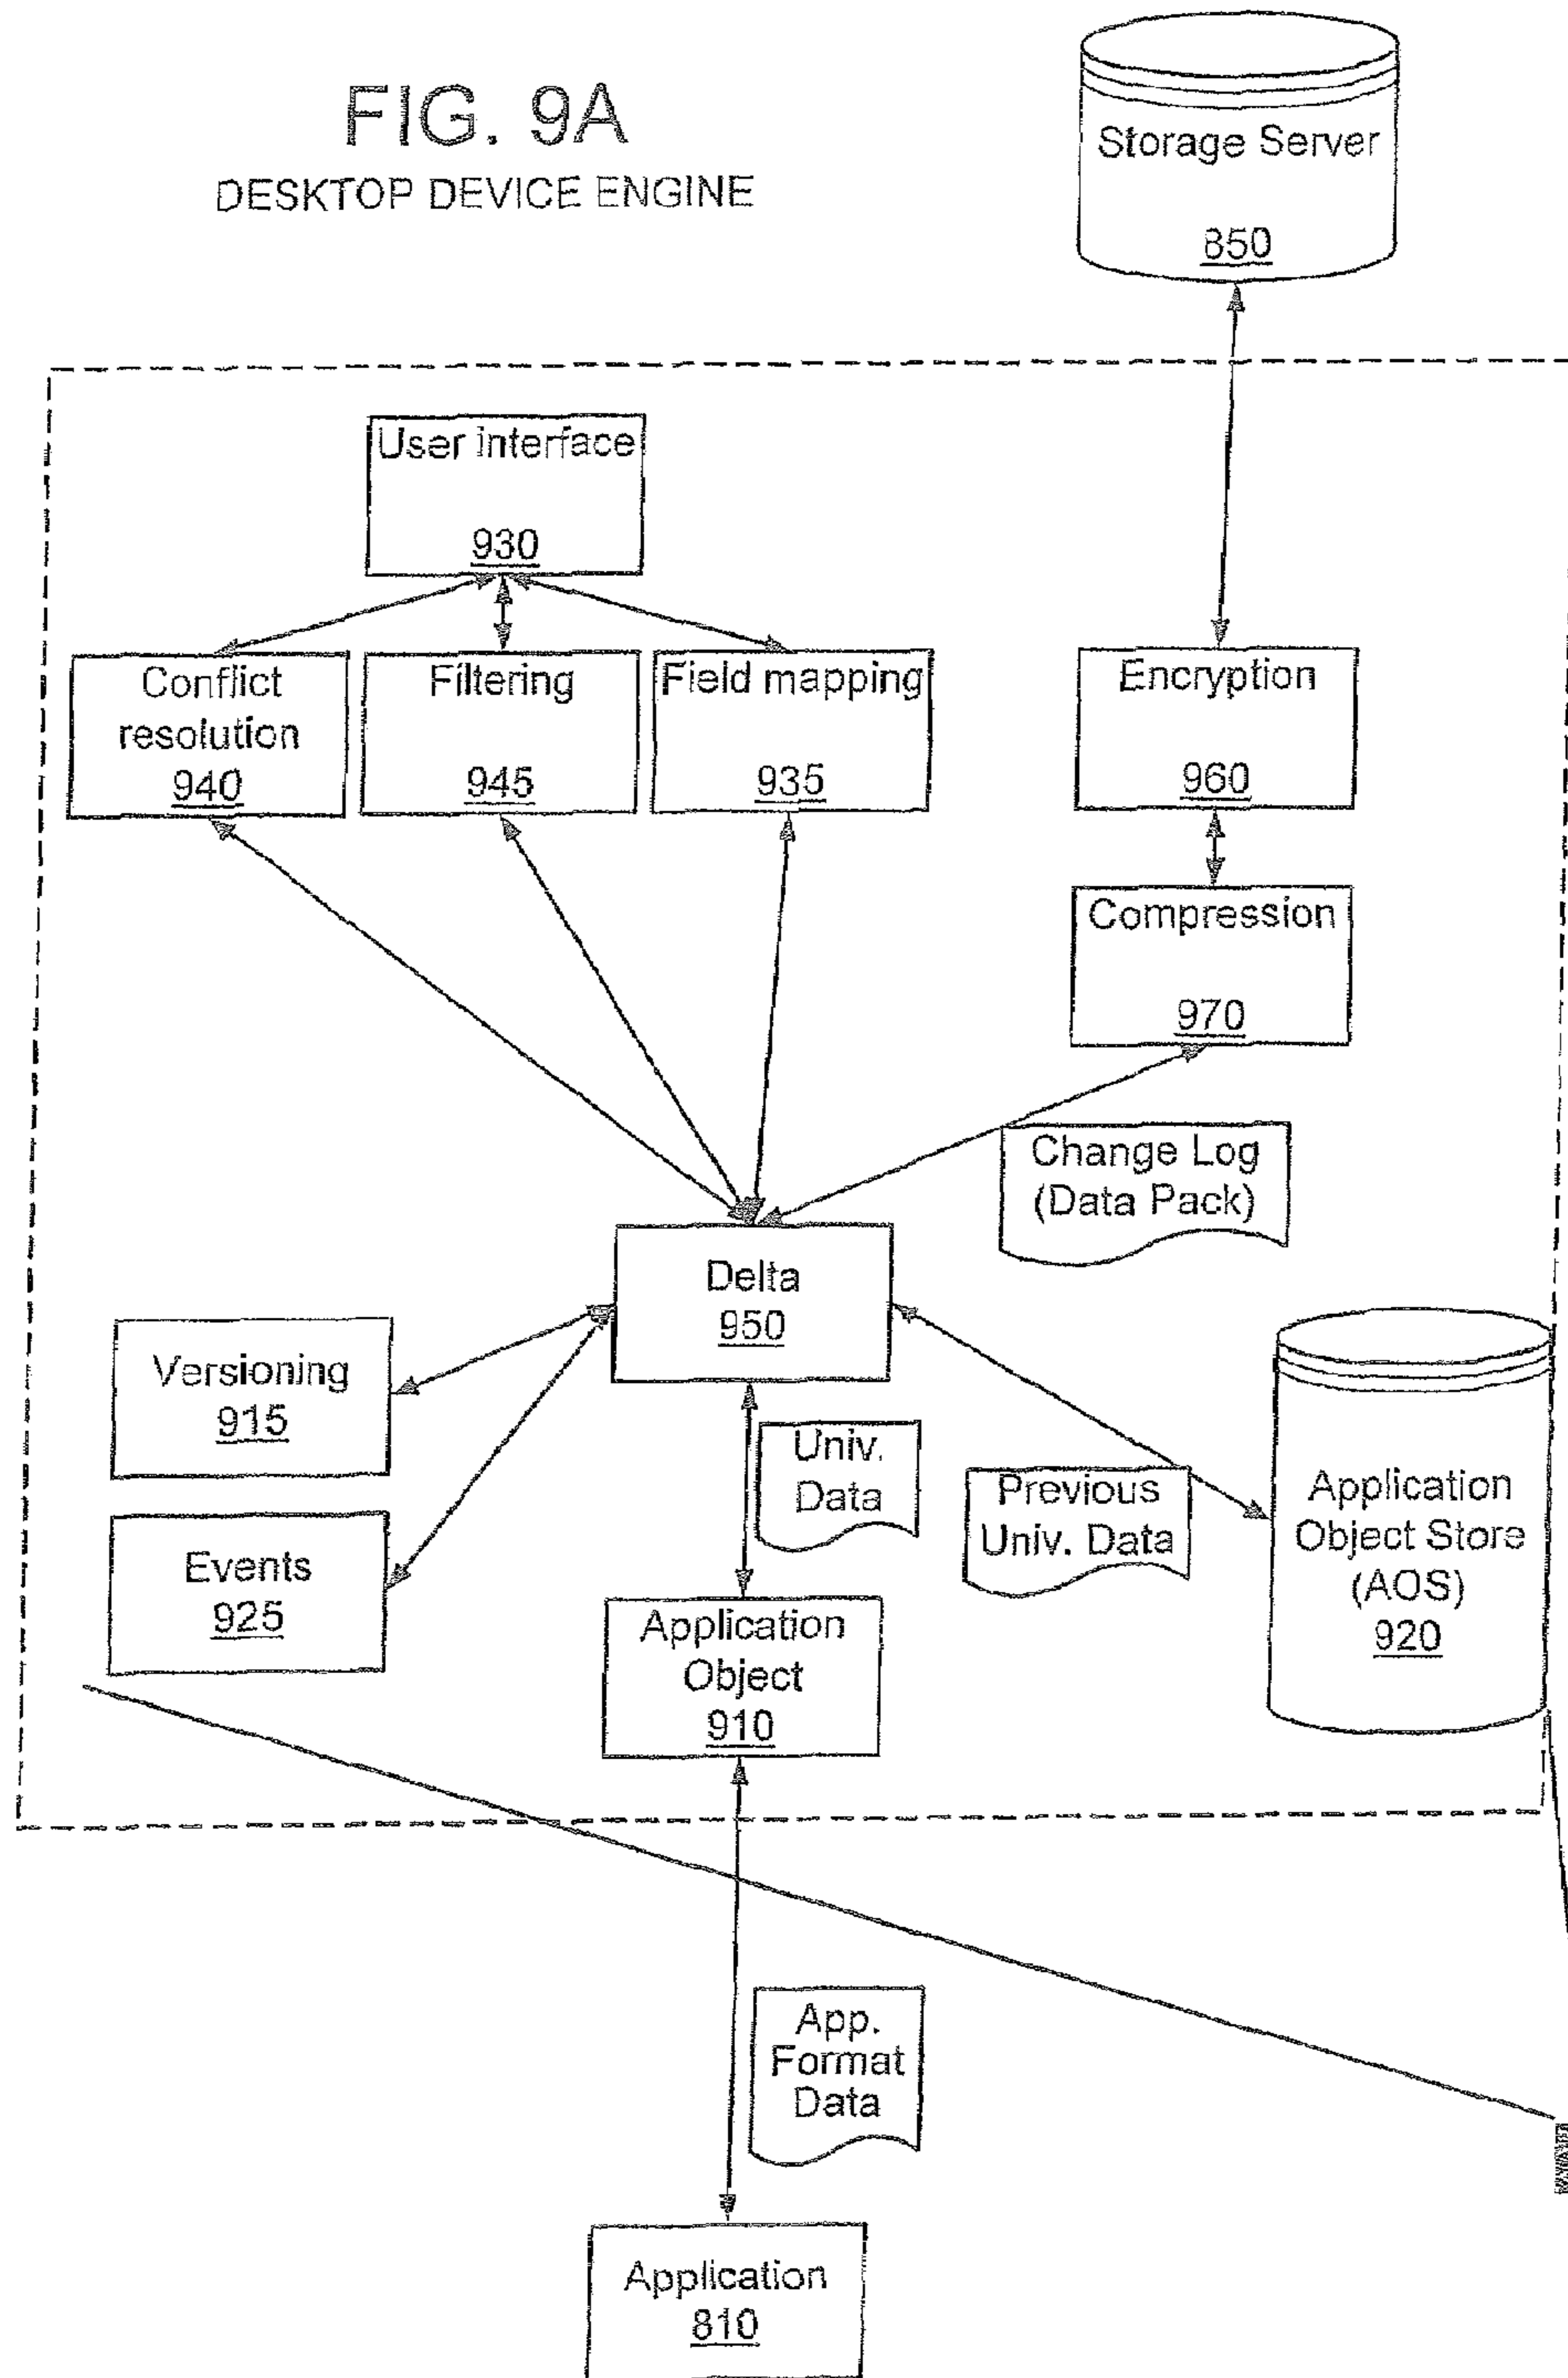 FIG. 9A
DESKTOP DEVICE ENGINE
Storage Server
850
User interface
930
Conflict
resolution
940
Filtering
945
Field mapping
935
Encryption
960
Compression
970
Change Log
(Data Pack)
Delta
950
Versioning
915
Events
925
Univ.
Data
Previous
Univ. Data
Application
Object Store
(AOS)
920
Application
Object
910
App.
Format
Data
Application
810